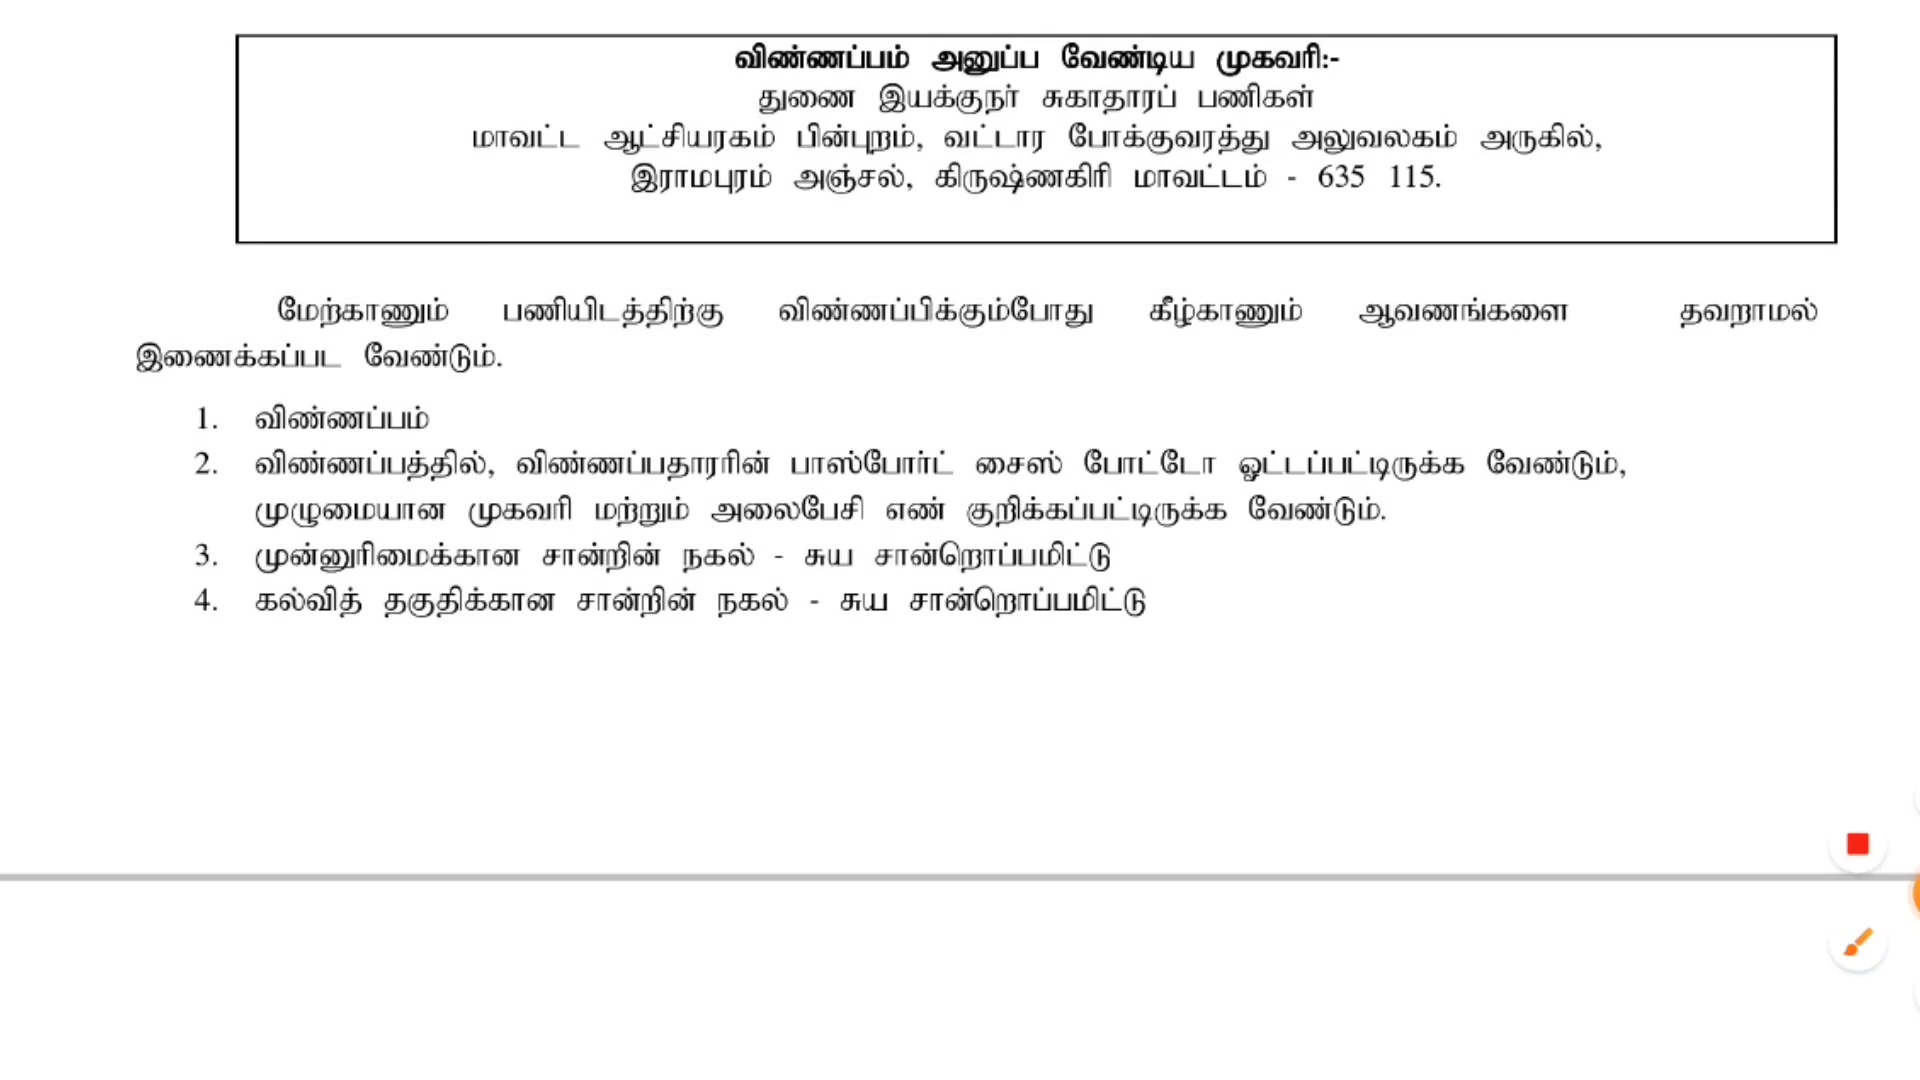 விண்ணப்பம் அனுப்ப வேண்டிய முகவரி:-
துணை இயக்குநர் சுகாதாரப் பணிகள்
மாவட்ட ஆட்சியரகம் பின்புறம், வட்டார போக்குவரத்து அலுவலகம் அருகில்,
இராமபுரம் அஞ்சல், கிருஷ்ணகிரி மாவட்டம் - 635 115.
மேற்காணும் பணியிடத்திற்கு விண்ணப்பிக்கும்போது கீழ்காணும் ஆவணங்களை தவறாமல்
இணைக்கப்பட வேண்டும்.
1. விண்ணப்பம்
2. விண்ணப்பத்தில், விண்ணப்பதாரரின் பாஸ்போர்ட் சைஸ் போட்டோ ஓட்டப்பட்டிருக்க வேண்டும்,
முழுமையான முகவரி மற்றும் அலைபேசி எண் குறிக்கப்பட்டிருக்க வேண்டும்.
3. முன்னுரிமைக்கான சான்றின் நகல் - சுய சான்றொப்பமிட்டு
4. கல்வித் தகுதிக்கான சான்றின் நகல் - சுய சான்றொப்பமிட்டு